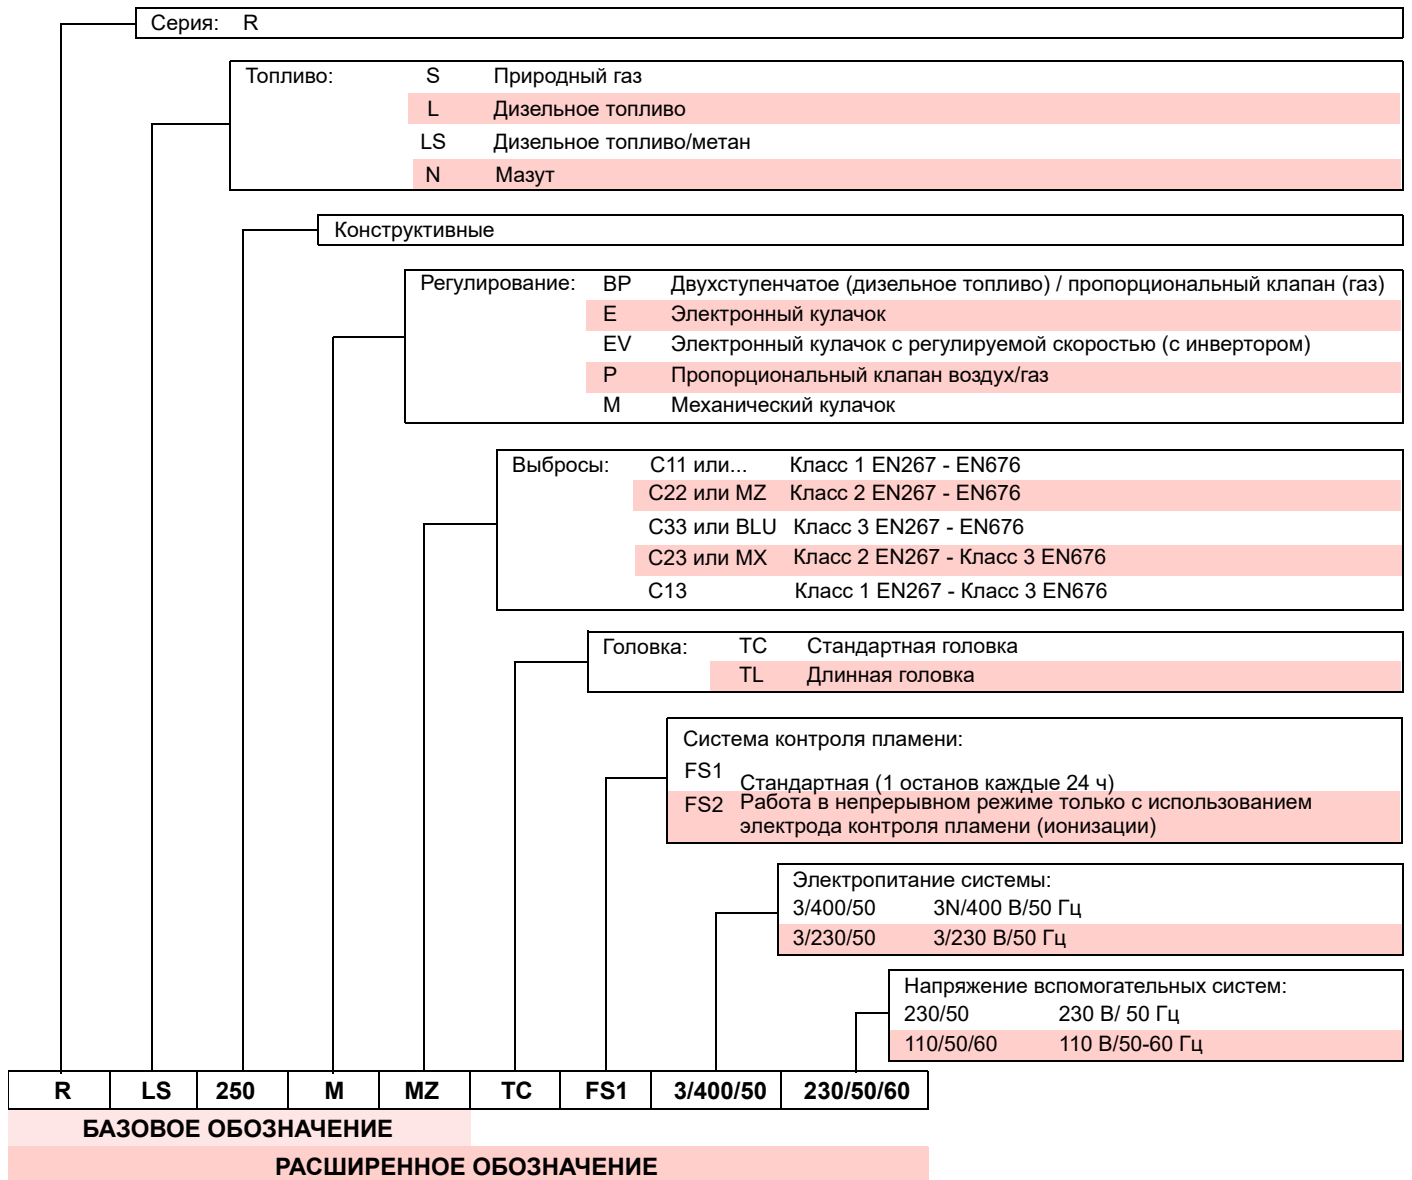 Серия: R
Топливо: S Природный газ
L Дизельное топливо
LS Дизельное топливо/метан
N Мазут
Конструктивные
Регулирование: BP Двухступенчатое (дизельное топливо) / пропорциональный клапан (газ)
E Электронный кулачок
EV Электронный кулачок с регулируемой скоростью (с инвертором)
P Пропорциональный клапан воздух/газ
M Механический кулачок
Выбросы: C11 или... Класс 1 EN267 - EN676
C22 или MZ Класс 2 EN267 - EN676
C33 или BLU Класс 3 EN267 - EN676
C23 или MX Класс 2 EN267 - Класс 3 EN676
C13 Класс 1 EN267 - Класс 3 EN676
Головка: TC Стандартная головка
TL Длинная головка
Система контроля пламени:
FS1 Стандартная (1 останов каждые 24 ч)
FS2 Работа в непрерывном режиме только с использованием
электрода контроля пламени (ионизации)
Электропитание системы:
3/400/50 3N/400 В/50 Гц
3/230/50 3/230 В/50 Гц
Напряжение вспомогательных систем:
230/50 230 В/ 50 Гц
110/50/60 110 В/50-60 Гц
R LS 250 M MZ TC FS1 3/400/50 230/50/60
БАЗОВОЕ ОБОЗНАЧЕНИЕ
РАСШИРЕННОЕ ОБОЗНАЧЕНИЕ